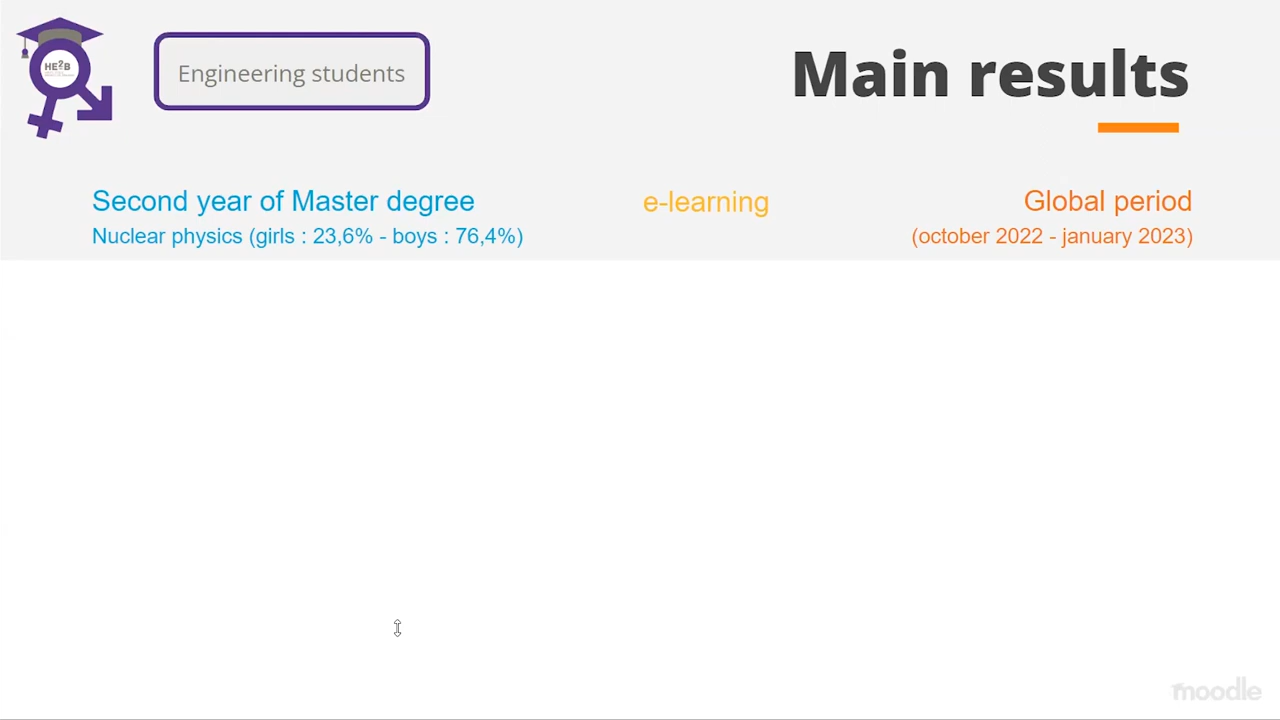 HE²B
Engineering students
Main results
Second year of Master degree
Nuclear physics (girls : 23,6% - boys : 76,4%)
e-learning
Global period
(october 2022 - january 2023)
moodle